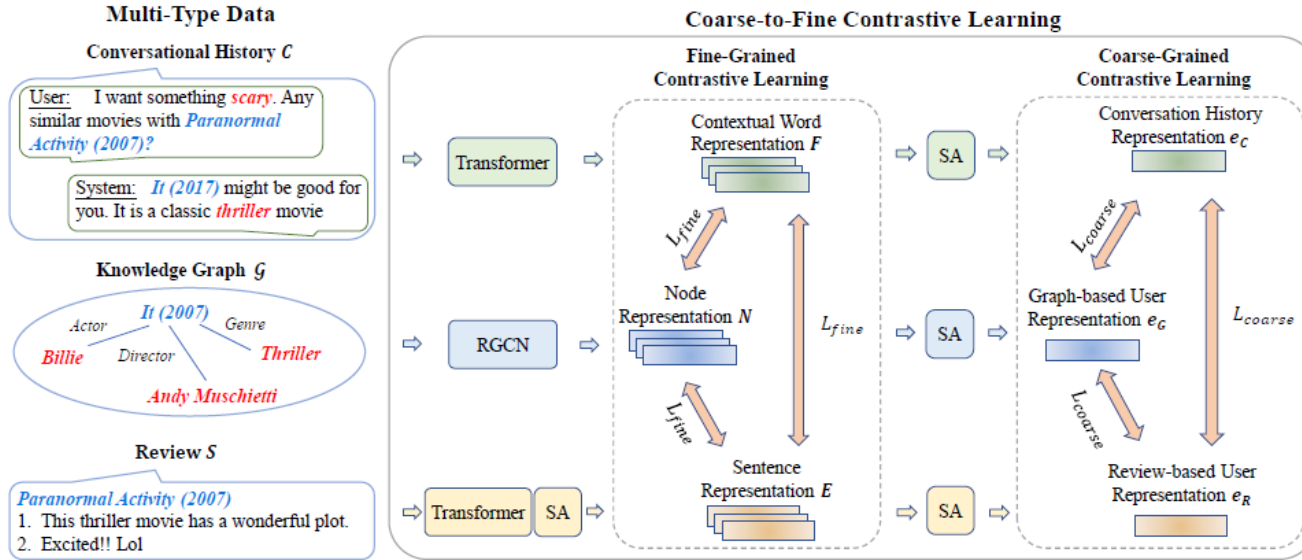 Multi-Type Data
Conversational History C
User: I want something scary. Any
similar movies with Paranormal
Activity (2007)?
System: It (2017) might be good for
you. It is a classic thriller movie
Knowledge Graph G
It (2007)
Actor
Genre
Billie
Director
Thriller
Andy Muschietti
Review S
Paranormal Activity (2007)
1. This thriller movie has a wonderful plot.
2. Excited!! Lol
Coarse-to-Fine Contrastive Learning
Fine-Grained
Contrastive Learning
Coarse-Grained
Contrastive Learning
Transformer
Contextual Word
Representation F
SA
Conversation History
Representation e_C
L_fine
L_coarse
RGCN
Node
Representation N
L_fine
SA
Graph-based User
Representation e_G
L_coarse
L_fine
L_coarse
Transformer
SA
Sentence
Representation E
SA
Review-based User
Representation e_R